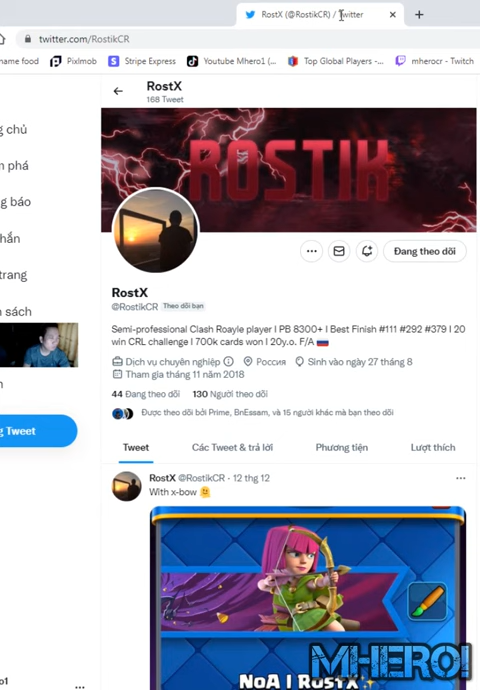 RostX (@RostikCR) / Twitter
twitter.com/RostikCR
name food
Pixlmob
Stripe Express
Youtube Mhero1 (...
Top Global Players -...
mherocr - Twitch
RostX
168 Tweet
ROSTIK
g chủ
m phá
g báo
hắn
trang
n sách
n
g Tweet
Đang theo dõi
RostX
@RostikCR Theo dõi bạn
Semi-professional Clash Roayle player I PB 8300+ I Best Finish #111 #292 #379 I 20
win CRL challenge I 700k cards won I 20y.o. F/A 🇷🇺
Dịch vụ chuyên nghiệp Россия Sinh vào ngày 27 tháng 8
Tham gia tháng 11 năm 2018
44 Đang theo dõi 130 Người theo dõi
Được theo dõi bởi Prime, BnEssam, và 15 người khác mà bạn theo dõi
Tweet Các Tweet & trả lời Phương tiện Lượt thích
RostX @RostikCR · 12 thg 12 ...
With x-bow 🫠
NoA I RostX✨
MHERO!
o1 ...